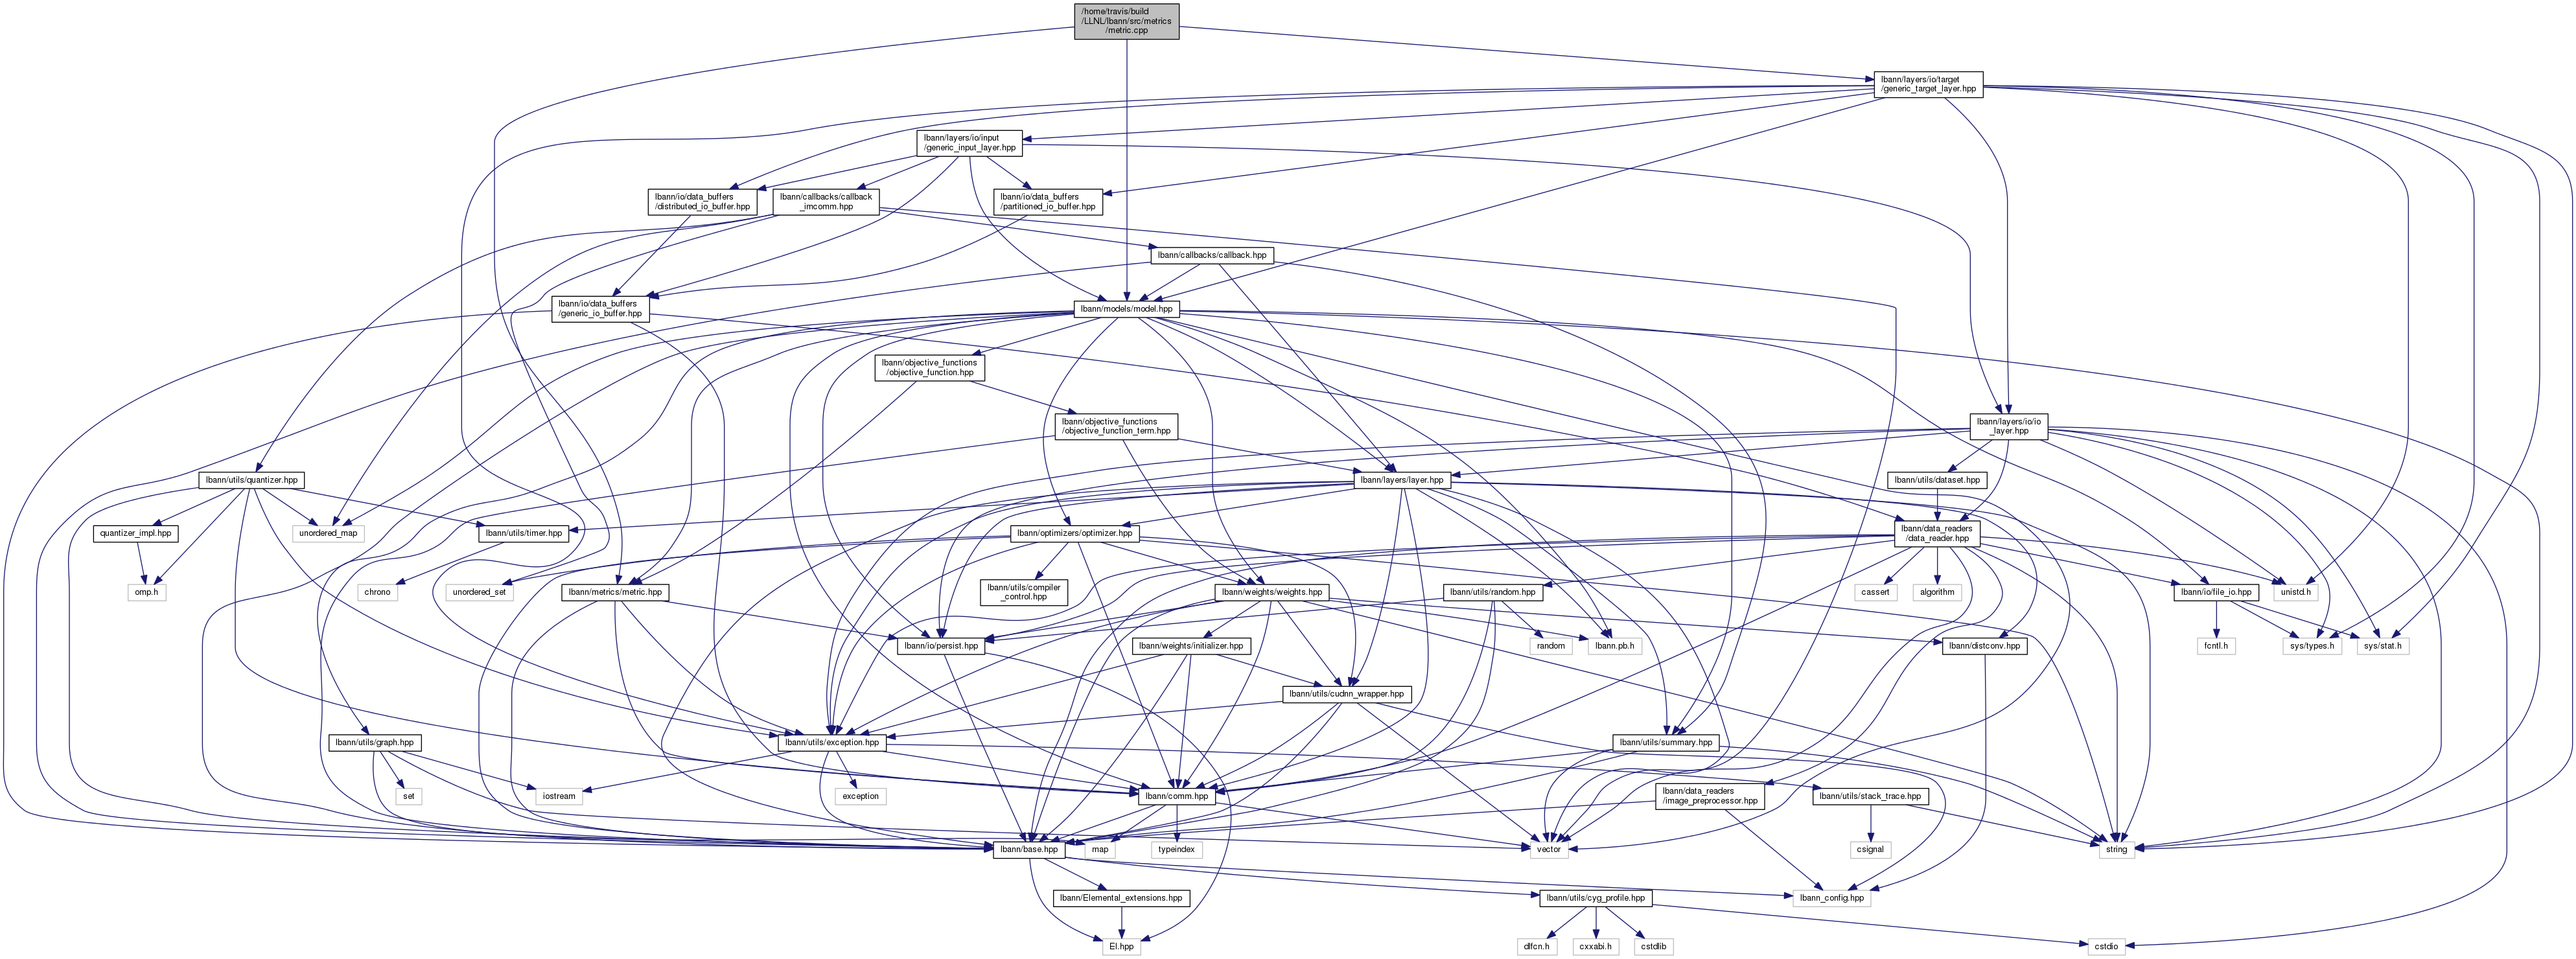 /home/travis/build
/LLNL/lbann/src/metrics
/metric.cpp
lbann/layers/io/target
/generic_target_layer.hpp
lbann/layers/io/input
/generic_input_layer.hpp
lbann/io/data_buffers
/distributed_io_buffer.hpp
lbann/callbacks/callback
_imcomm.hpp
lbann/io/data_buffers
/partitioned_io_buffer.hpp
lbann/callbacks/callback.hpp
lbann/io/data_buffers
/generic_io_buffer.hpp
lbann/models/model.hpp
lbann/objective_functions
/objective_function.hpp
lbann/objective_functions
/objective_function_term.hpp
lbann/layers/io/io
_layer.hpp
lbann/utils/quantizer.hpp
lbann/layers/layer.hpp
lbann/utils/dataset.hpp
quantizer_impl.hpp
unordered_map
lbann/utils/timer.hpp
lbann/optimizers/optimizer.hpp
lbann/data_readers
/data_reader.hpp
omp.h
chrono
unordered_set
lbann/metrics/metric.hpp
lbann/utils/compiler
_control.hpp
lbann/weights/weights.hpp
lbann/utils/random.hpp
cassert
algorithm
lbann/io/file_io.hpp
unistd.h
lbann/io/persist.hpp
lbann/weights/initializer.hpp
random
lbann.pb.h
lbann/distconv.hpp
fcntl.h
sys/types.h
sys/stat.h
lbann/utils/cudnn_wrapper.hpp
lbann/utils/graph.hpp
lbann/utils/exception.hpp
lbann/utils/summary.hpp
set
iostream
exception
lbann/comm.hpp
lbann/data_readers
/image_preprocessor.hpp
lbann/utils/stack_trace.hpp
lbann/base.hpp
map
typeindex
vector
csignal
string
lbann/Elemental_extensions.hpp
lbann/utils/cyg_profile.hpp
lbann_config.hpp
El.hpp
dlfcn.h
cxxabi.h
cstdlib
cstdio